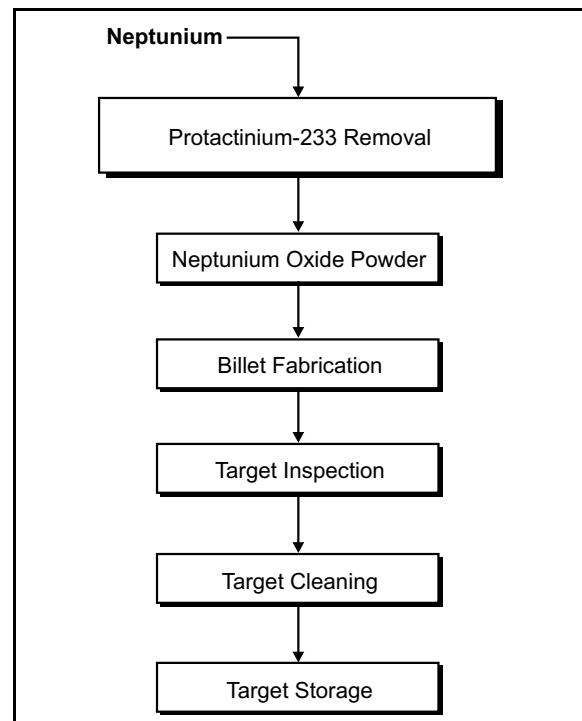 Neptunium
Protactinium-233 Removal
Neptunium Oxide Powder
Billet Fabrication
Target Inspection
Target Cleaning
Target Storage